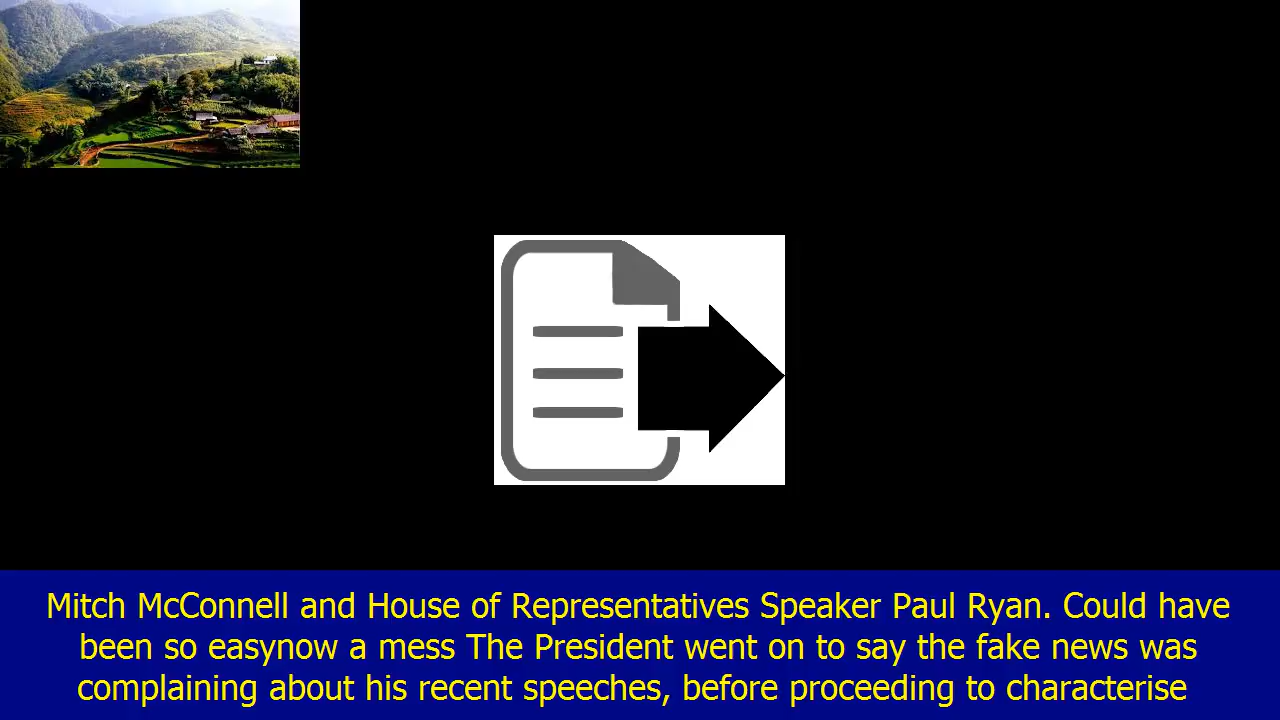 Mitch McConnell and House of Representatives Speaker Paul Ryan. Could have
been so easynow a mess The President went on to say the fake news was
complaining about his recent speeches, before proceeding to characterise